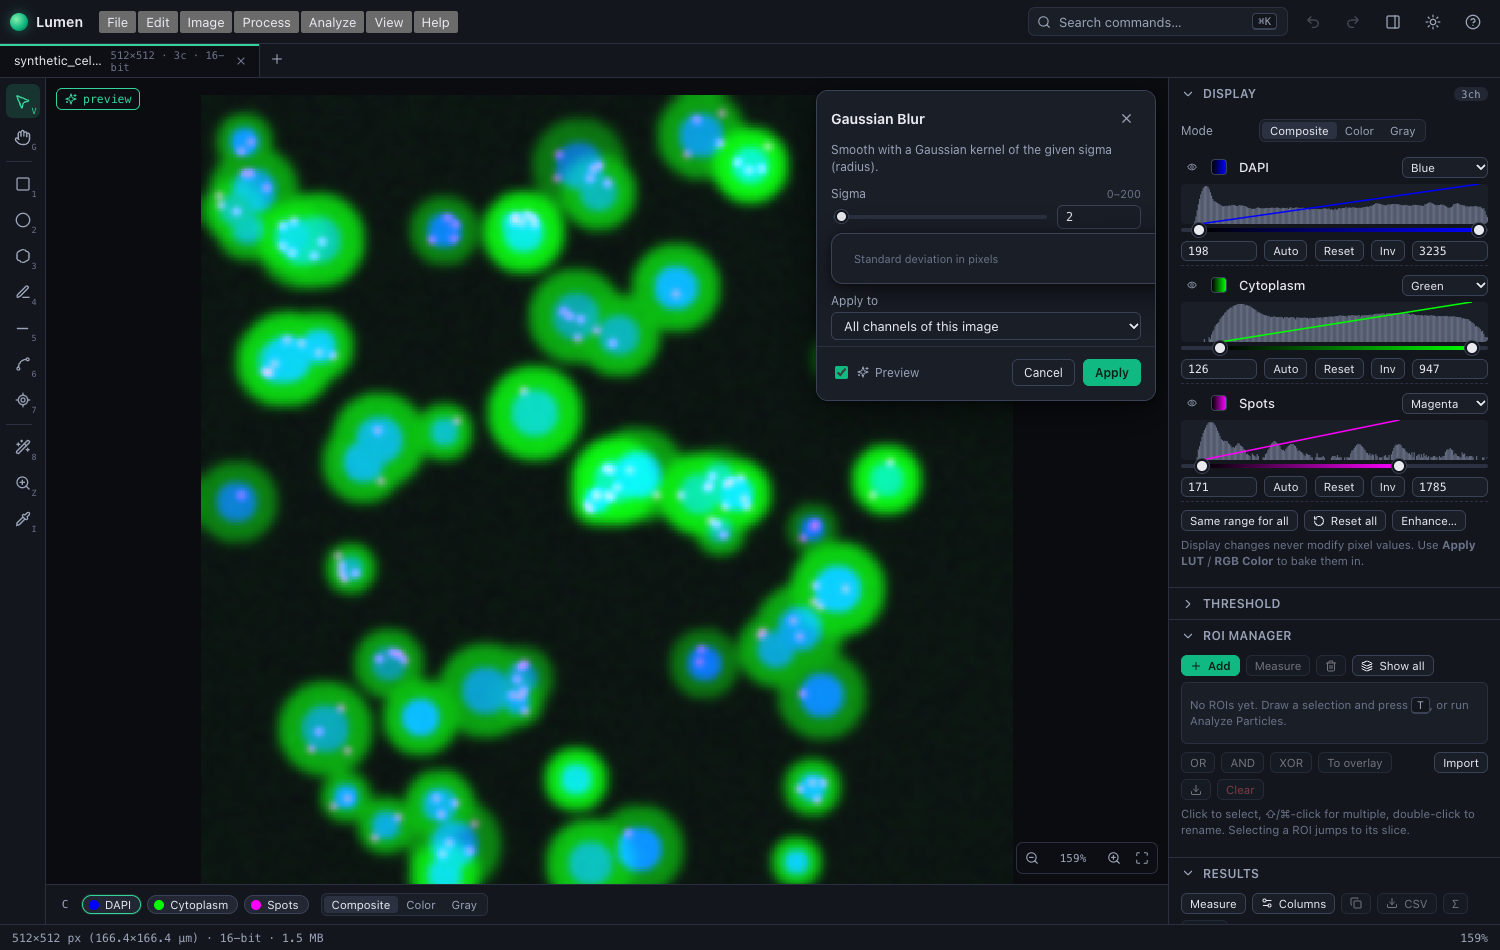 Lumen File Edit Image Process Analyze View Help Search commands... ⌘K
synthetic_cel... 512×512 · 3c · 16-
bit
preview
V
G
1
2
3
4
5
6
7
8
Z
I
Gaussian Blur
Smooth with a Gaussian kernel of the given sigma
(radius).
Sigma 0–200
2
Standard deviation in pixels
Apply to
All channels of this image
Preview Cancel Apply
159%
DISPLAY 3ch
Mode Composite Color Gray
DAPI Blue
198 Auto Reset Inv 3235
Cytoplasm Green
126 Auto Reset Inv 947
Spots Magenta
171 Auto Reset Inv 1785
Same range for all Reset all Enhance...
Display changes never modify pixel values. Use Apply
LUT / RGB Color to bake them in.
THRESHOLD
ROI MANAGER
Add Measure Show all
No ROIs yet. Draw a selection and press T, or run
Analyze Particles.
OR AND XOR To overlay Import
Clear
Click to select, ⇧/⌘-click for multiple, double-click to
rename. Selecting a ROI jumps to its slice.
RESULTS
Measure Columns CSV Σ
C DAPI Cytoplasm Spots Composite Color Gray
512×512 px (166.4×166.4 µm) · 16-bit · 1.5 MB 159%